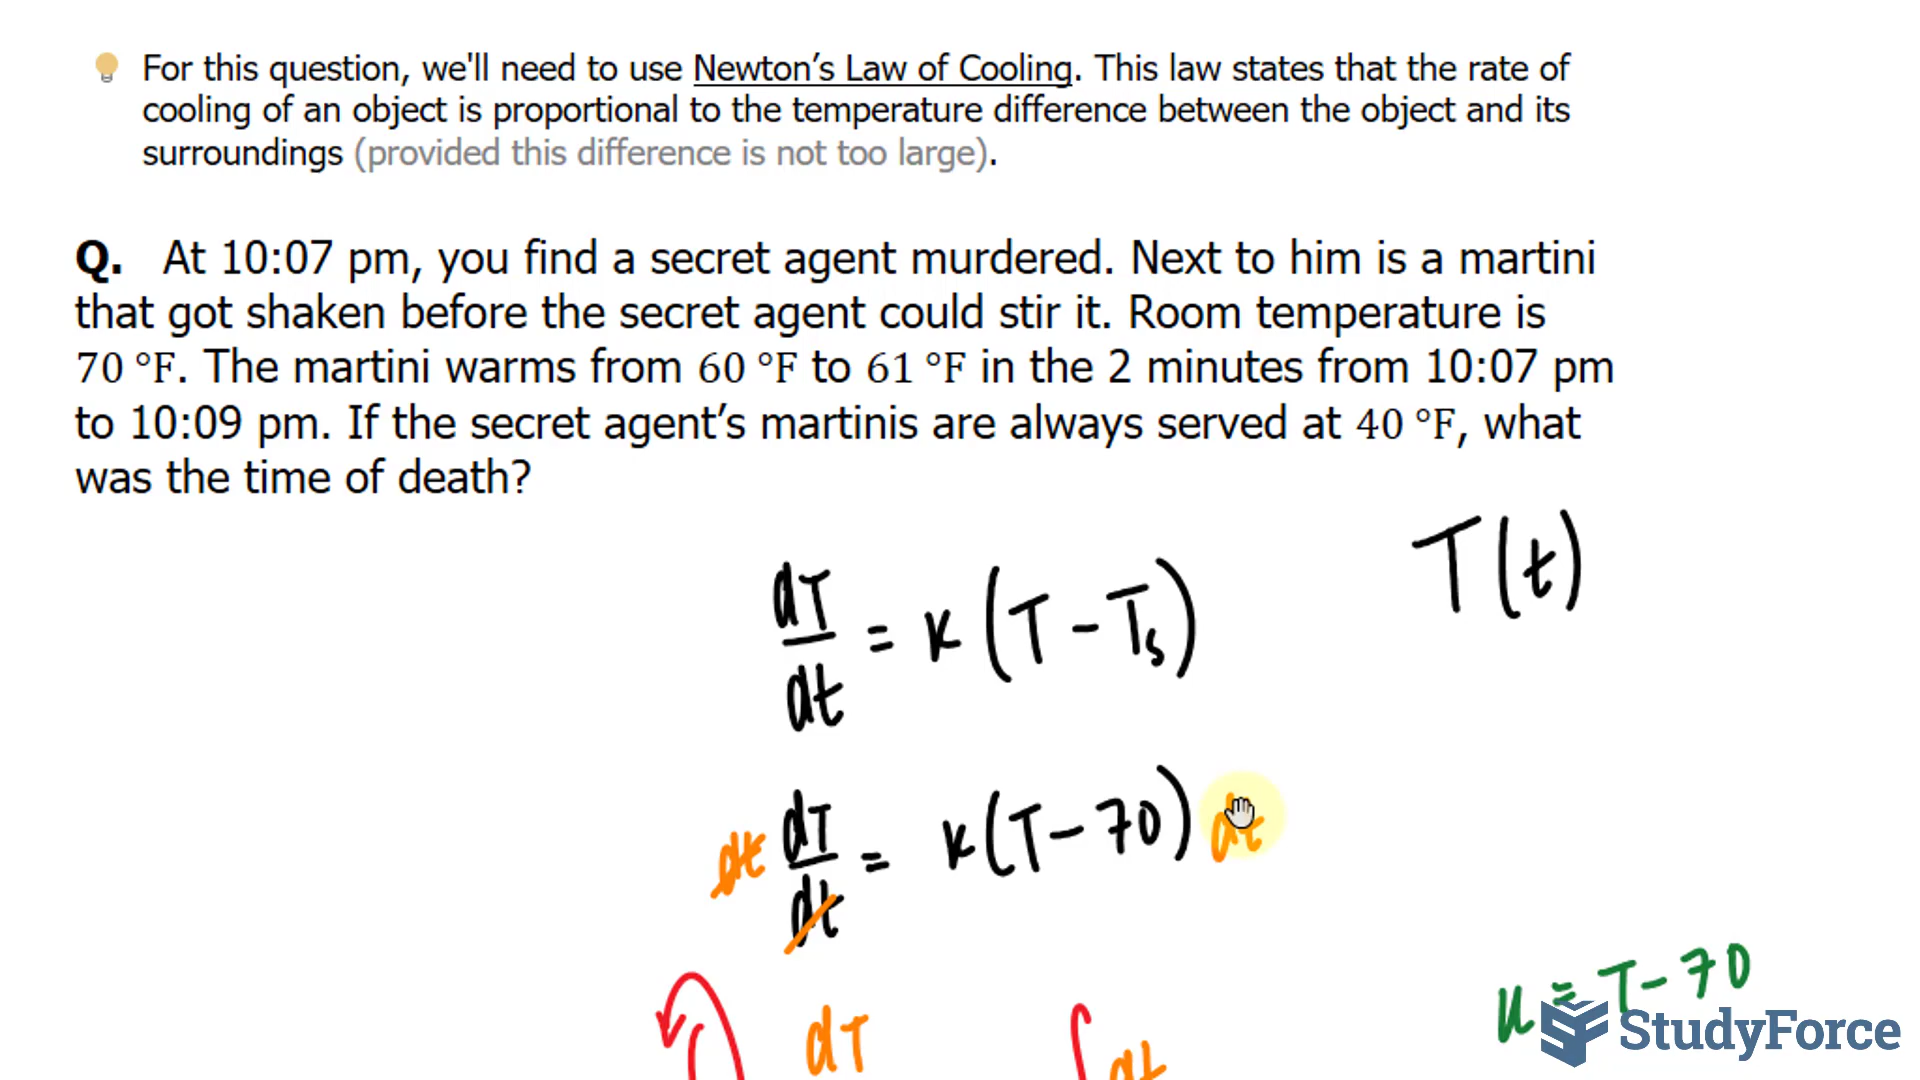 For this question, we'll need to use Newton’s Law of Cooling. This law states that the rate of
cooling of an object is proportional to the temperature difference between the object and its
surroundings (provided this difference is not too large).
Q. At 10:07 pm, you find a secret agent murdered. Next to him is a martini
that got shaken before the secret agent could stir it. Room temperature is
70 °F. The martini warms from 60 °F to 61 °F in the 2 minutes from 10:07 pm
to 10:09 pm. If the secret agent’s martinis are always served at 40 °F, what
was the time of death?
T(t)
dT/dt = k(T - Ts)
dt dT/dt = k(T - 70) dt
u = T - 70
dT dt
StudyForce